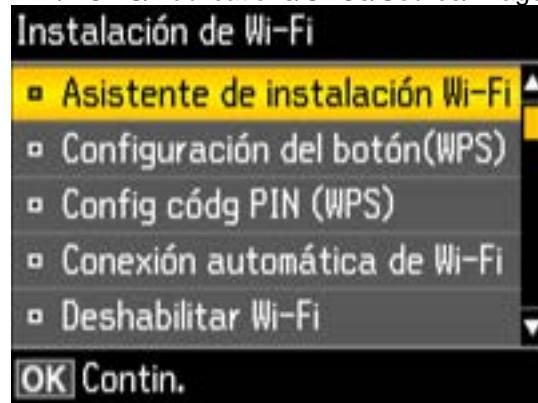 Instalación de Wi-Fi
Asistente de instalación Wi-Fi
Configuración del botón(WPS)
Config códg PIN (WPS)
Conexión automática de Wi-Fi
Deshabilitar Wi-Fi
OK Contin.